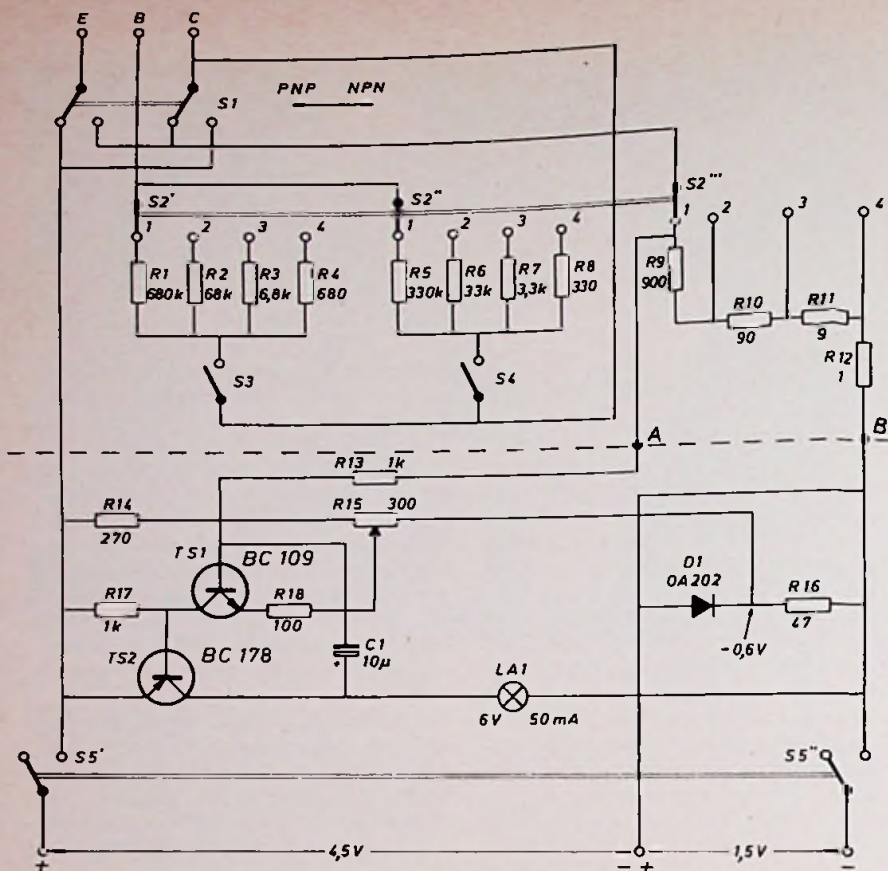 E B C
S1
PNP NPN
S2' S2" S2'''
1 2 3 4
1 2 3 4
1 2 3 4
R1 680k
R2 68k
R3 6,8k
R4 680
R5 330k
R6 33k
R7 3,3k
R8 330
R9 900
R10 90
R11 9
R12 1
S3 S4
A B
R13 1k
R14 270
R15 300
TS1 BC 109
D1 OA202
R16 47
R17 1k
R18 100
-0,6V
TS2 BC 178
C1 10µ
+
LA1
6V 50mA
S5' S5"
+ 4,5V - + 1,5V -